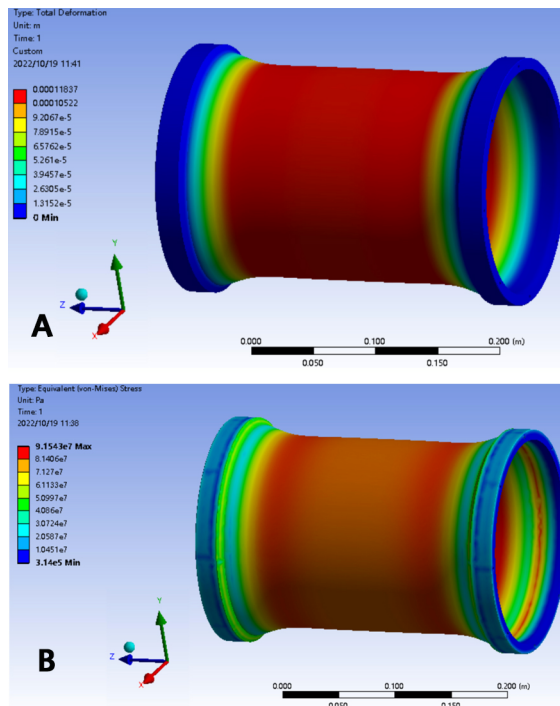 Type: Total Deformation
Unit: m
Time: 1
Custom
2022/10/19 11:41
0.00011837
0.00010522
9.2067e-5
7.8915e-5
6.5762e-5
5.261e-5
3.9457e-5
2.6305e-5
1.3152e-5
0 Min
Y
Z
X
A
0.000
0.100
0.200 (m)
0.050
0.150
Type: Equivalent (von-Mises) Stress
Unit: Pa
Time: 1
2022/10/19 11:38
9.1543e7 Max
8.1406e7
7.127e7
6.1133e7
5.0997e7
4.086e7
3.0724e7
2.0587e7
1.0451e7
3.14e5 Min
Y
Z
X
B
0.000
0.100
0.200 (m)
0.050
0.150